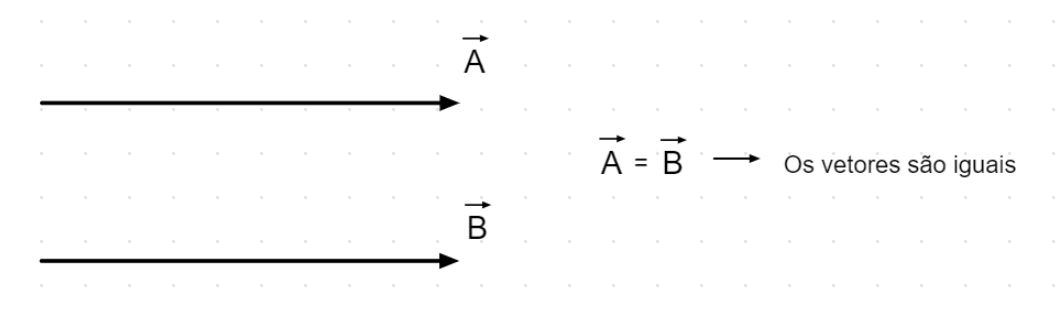 A
A = B → Os vetores são iguais
B